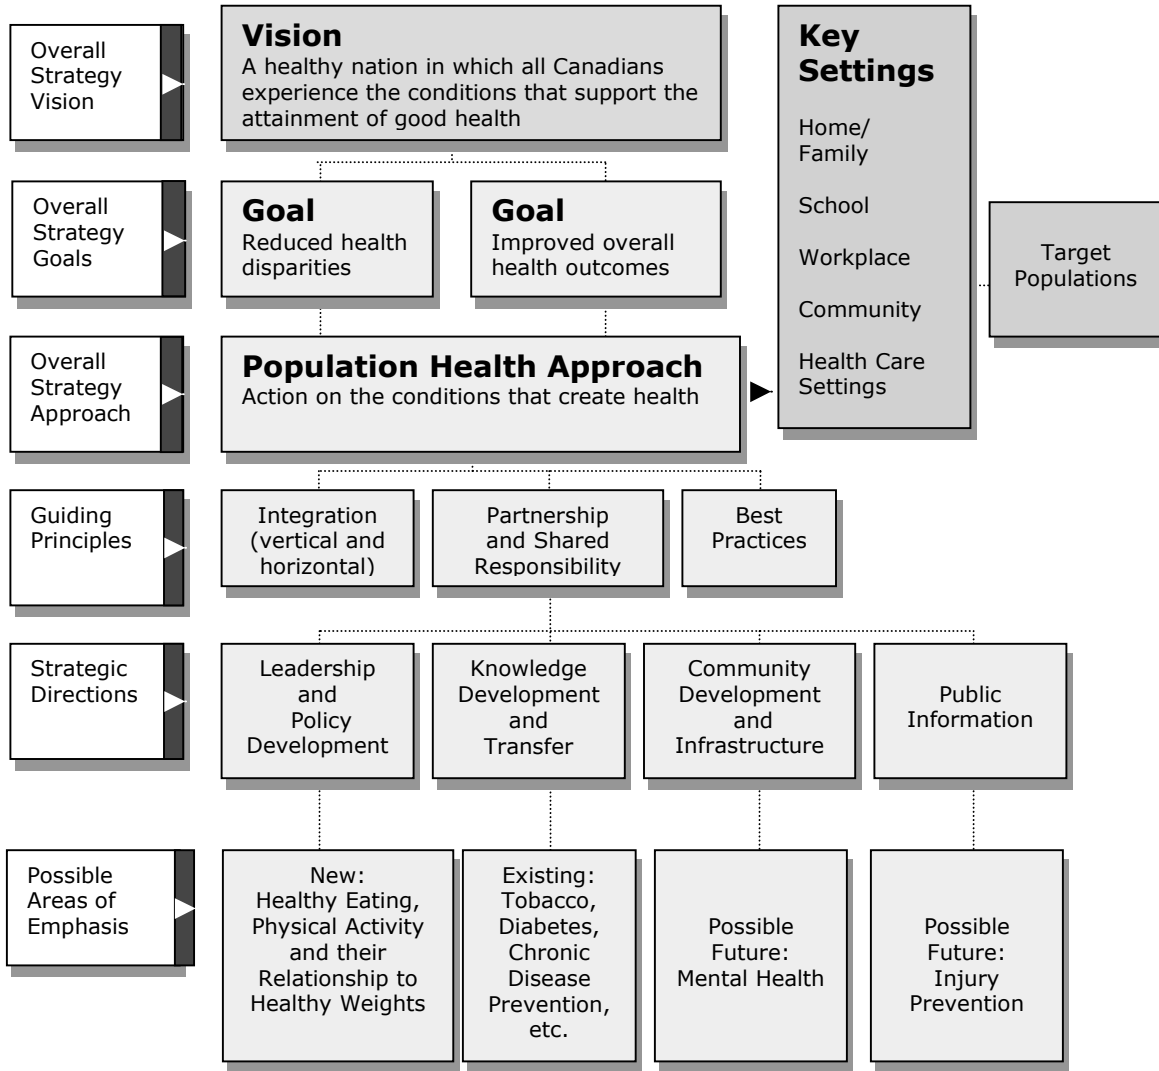 Overall
Strategy
Vision
Vision
A healthy nation in which all Canadians
experience the conditions that support the
attainment of good health
Key
Settings
Home/
Family
School
Workplace
Community
Health Care
Settings
Target
Populations
Overall
Strategy
Goals
Goal
Reduced health
disparities
Goal
Improved overall
health outcomes
Overall
Strategy
Approach
Population Health Approach
Action on the conditions that create health
Guiding
Principles
Integration
(vertical and
horizontal)
Partnership
and Shared
Responsibility
Best
Practices
Strategic
Directions
Leadership
and
Policy
Development
Knowledge
Development
and
Transfer
Community
Development
and
Infrastructure
Public
Information
Possible
Areas of
Emphasis
New:
Healthy Eating,
Physical Activity
and their
Relationship to
Healthy Weights
Existing:
Tobacco,
Diabetes,
Chronic
Disease
Prevention,
etc.
Possible
Future:
Mental Health
Possible
Future:
Injury
Prevention